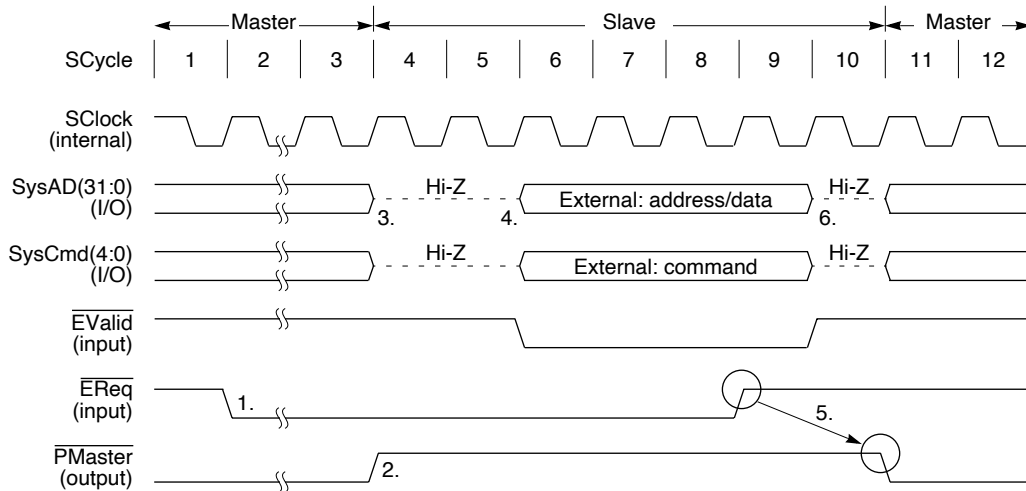 Master Slave Master
SCycle 1 2 3 4 5 6 7 8 9 10 11 12
SClock
(internal)
SysAD(31:0)
(I/O)
Hi-Z External: address/data Hi-Z
3. 4. 6.
SysCmd(4:0)
(I/O)
Hi-Z External: command Hi-Z
EValid
(input)
EReq
(input)
1. 5.
PMaster
(output)
2.